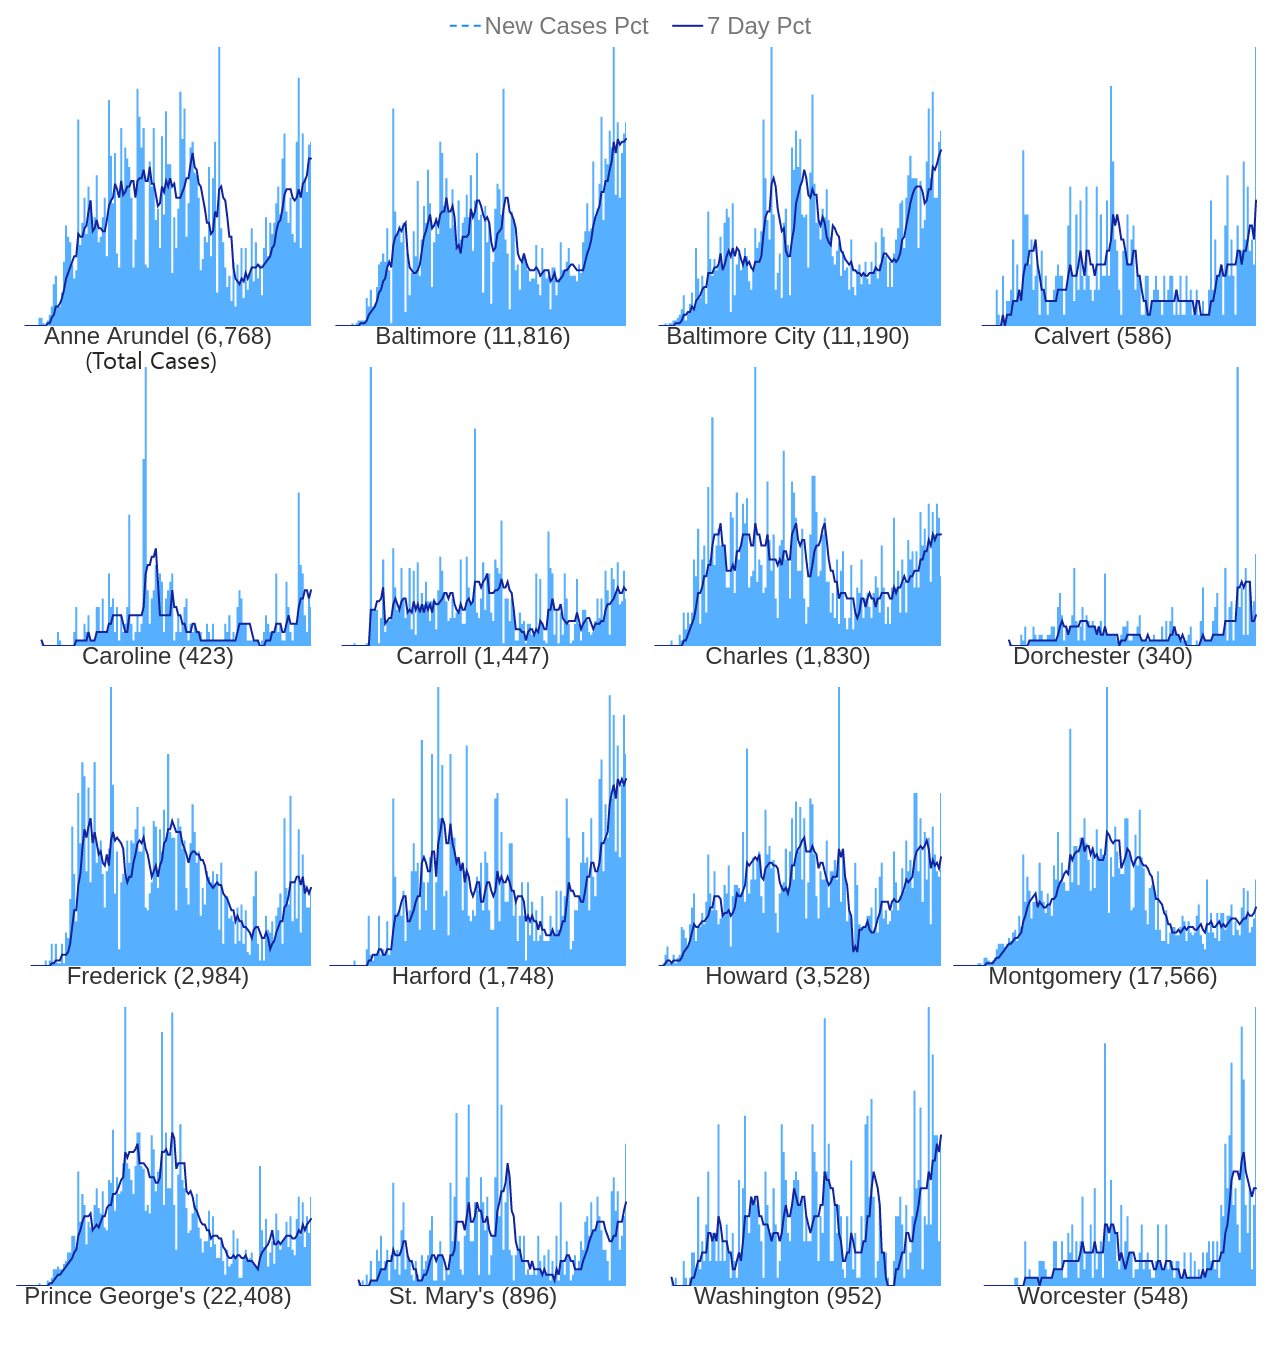 New Cases Pct 7 Day Pct
Anne Arundel (6,768)
(Total Cases)
Baltimore (11,816)
Baltimore City (11,190)
Calvert (586)
Caroline (423)
Carroll (1,447)
Charles (1,830)
Dorchester (340)
Frederick (2,984)
Harford (1,748)
Howard (3,528)
Montgomery (17,566)
Prince George's (22,408)
St. Mary's (896)
Washington (952)
Worcester (548)